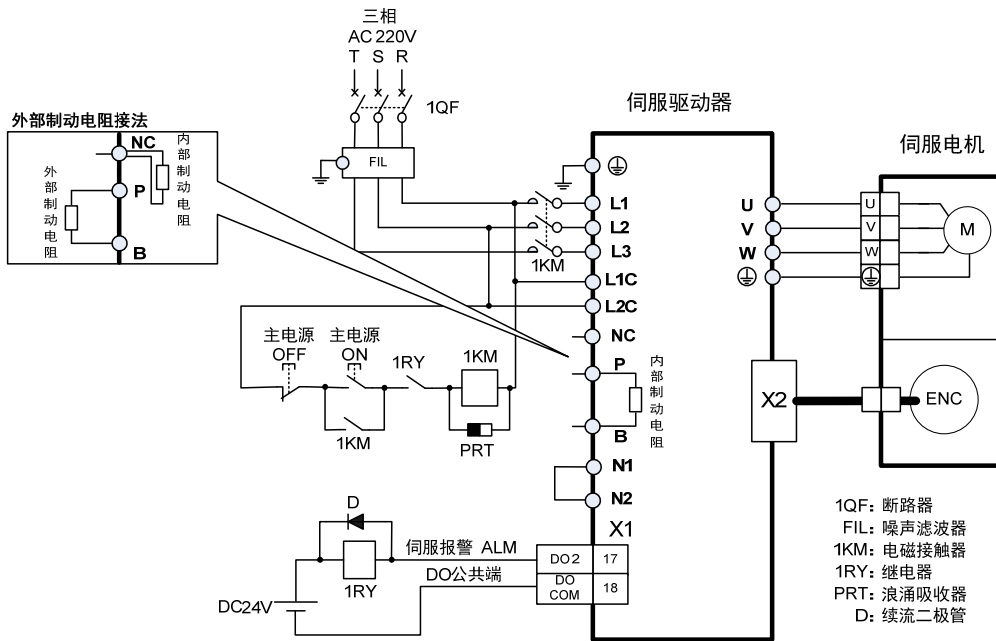 三相
AC 220V
T S R
1QF
外部制动电阻接法
NC
内部制动电阻
外部制动电阻
P
B
FIL
伺服驱动器
伺服电机
L1
L2
L3
1KM
L1C
L2C
NC
P
内部制动电阻
B
N1
N2
X1
U
V
W
U
V
W
M
X2
ENC
主电源
OFF
主电源
ON
1RY
1KM
1KM
PRT
D
1RY
伺服报警 ALM
DO公共端
DC24V
DO 2
17
DO
COM
18
1QF：断路器
FIL：噪声滤波器
1KM：电磁接触器
1RY：继电器
PRT：浪涌吸收器
D：续流二极管